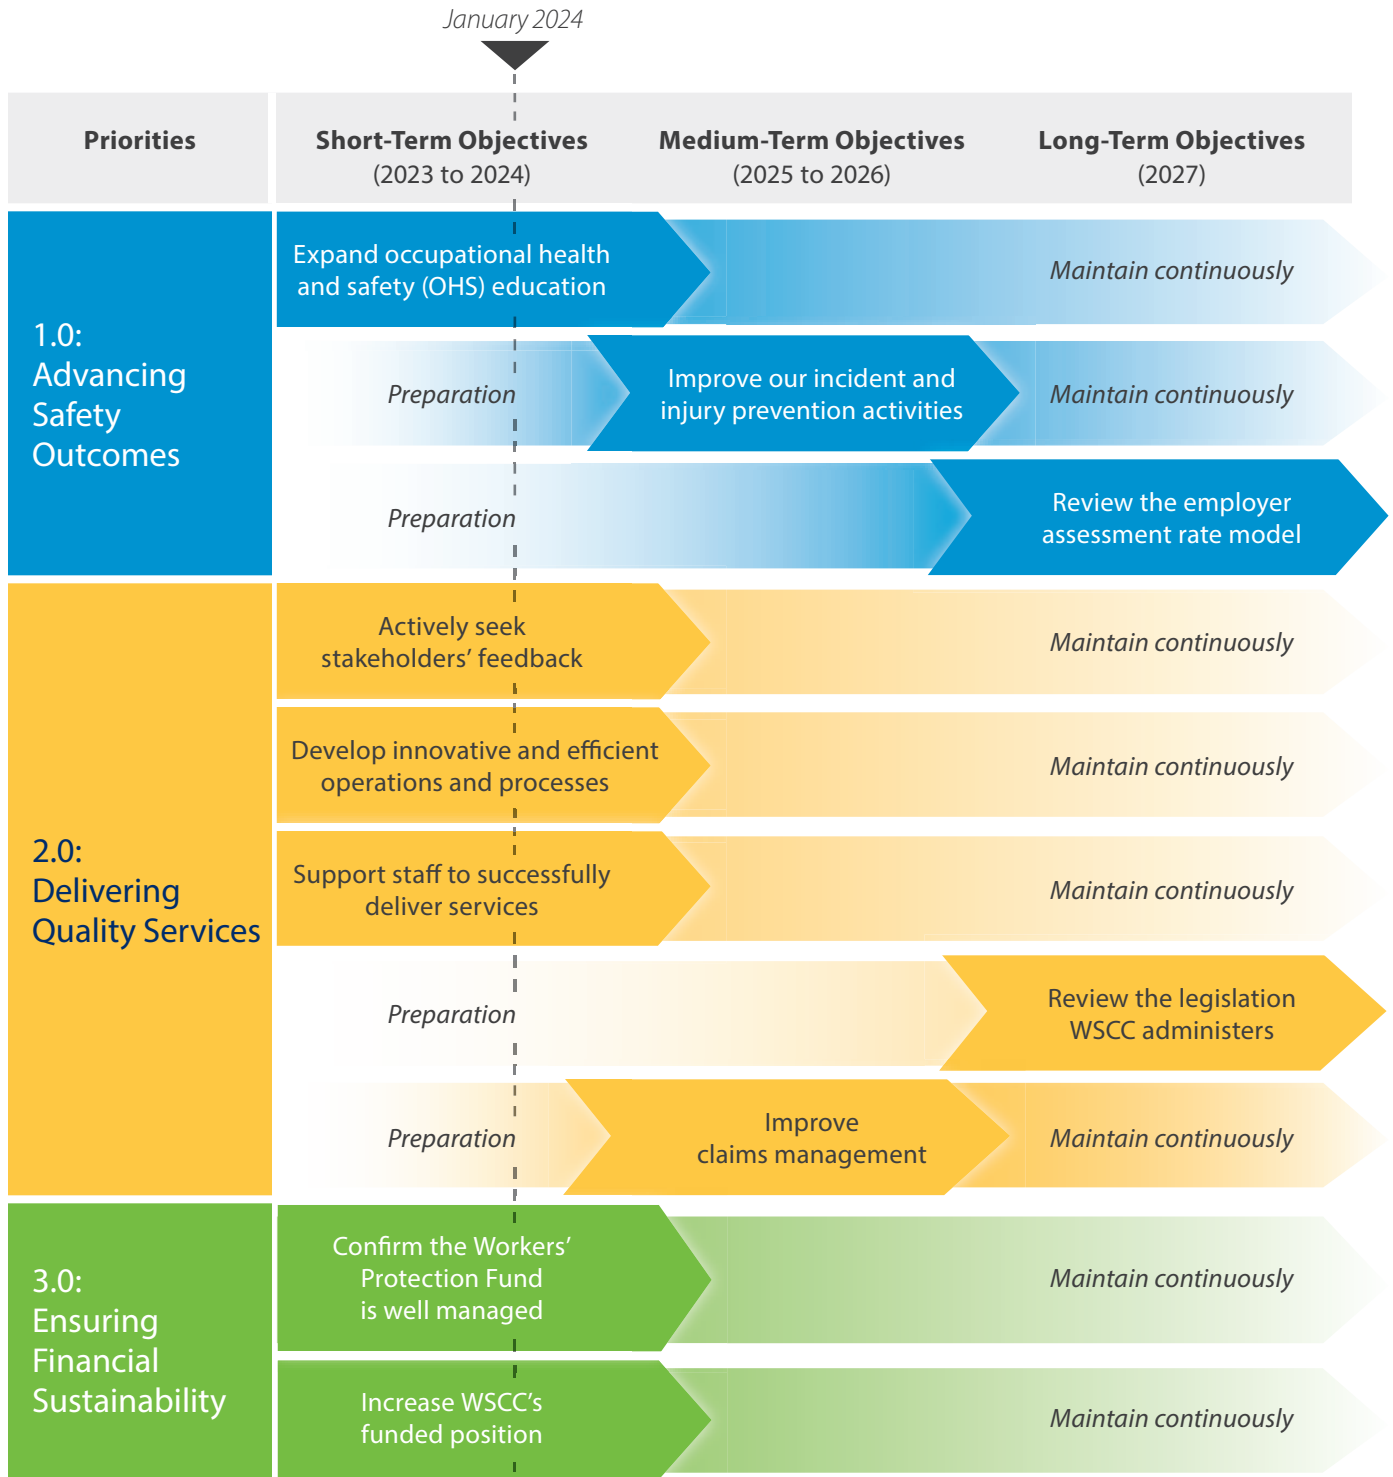 January 2024
Priorities
Short-Term Objectives
(2023 to 2024)
Medium-Term Objectives
(2025 to 2026)
Long-Term Objectives
(2027)
1.0:
Advancing
Safety
Outcomes
Expand occupational health
and safety (OHS) education
Maintain continuously
Preparation
Improve our incident and
injury prevention activities
Maintain continuously
Preparation
Review the employer
assessment rate model
2.0:
Delivering
Quality Services
Actively seek
stakeholders’ feedback
Maintain continuously
Develop innovative and efficient
operations and processes
Maintain continuously
Support staff to successfully
deliver services
Maintain continuously
Preparation
Review the legislation
WSCC administers
Preparation
Improve
claims management
Maintain continuously
3.0:
Ensuring
Financial
Sustainability
Confirm the Workers’
Protection Fund
is well managed
Maintain continuously
Increase WSCC’s
funded position
Maintain continuously